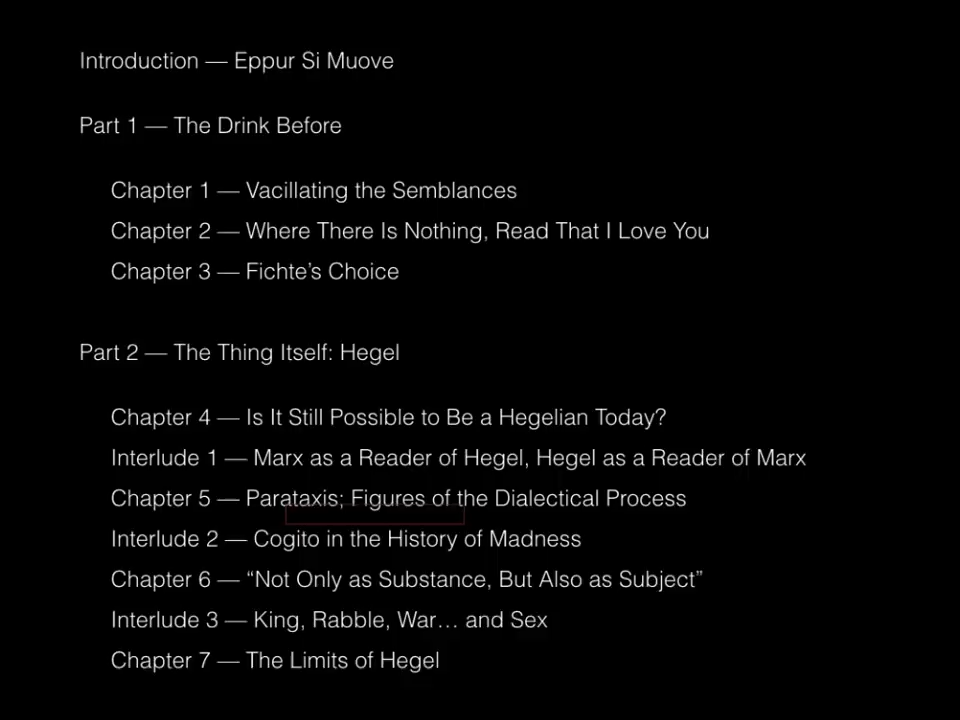 Introduction — Eppur Si Muove
Part 1 — The Drink Before
Chapter 1 — Vacillating the Semblances
Chapter 2 — Where There Is Nothing, Read That I Love You
Chapter 3 — Fichte’s Choice
Part 2 — The Thing Itself: Hegel
Chapter 4 — Is It Still Possible to Be a Hegelian Today?
Interlude 1 — Marx as a Reader of Hegel, Hegel as a Reader of Marx
Chapter 5 — Parataxis; Figures of the Dialectical Process
Interlude 2 — Cogito in the History of Madness
Chapter 6 — “Not Only as Substance, But Also as Subject”
Interlude 3 — King, Rabble, War… and Sex
Chapter 7 — The Limits of Hegel